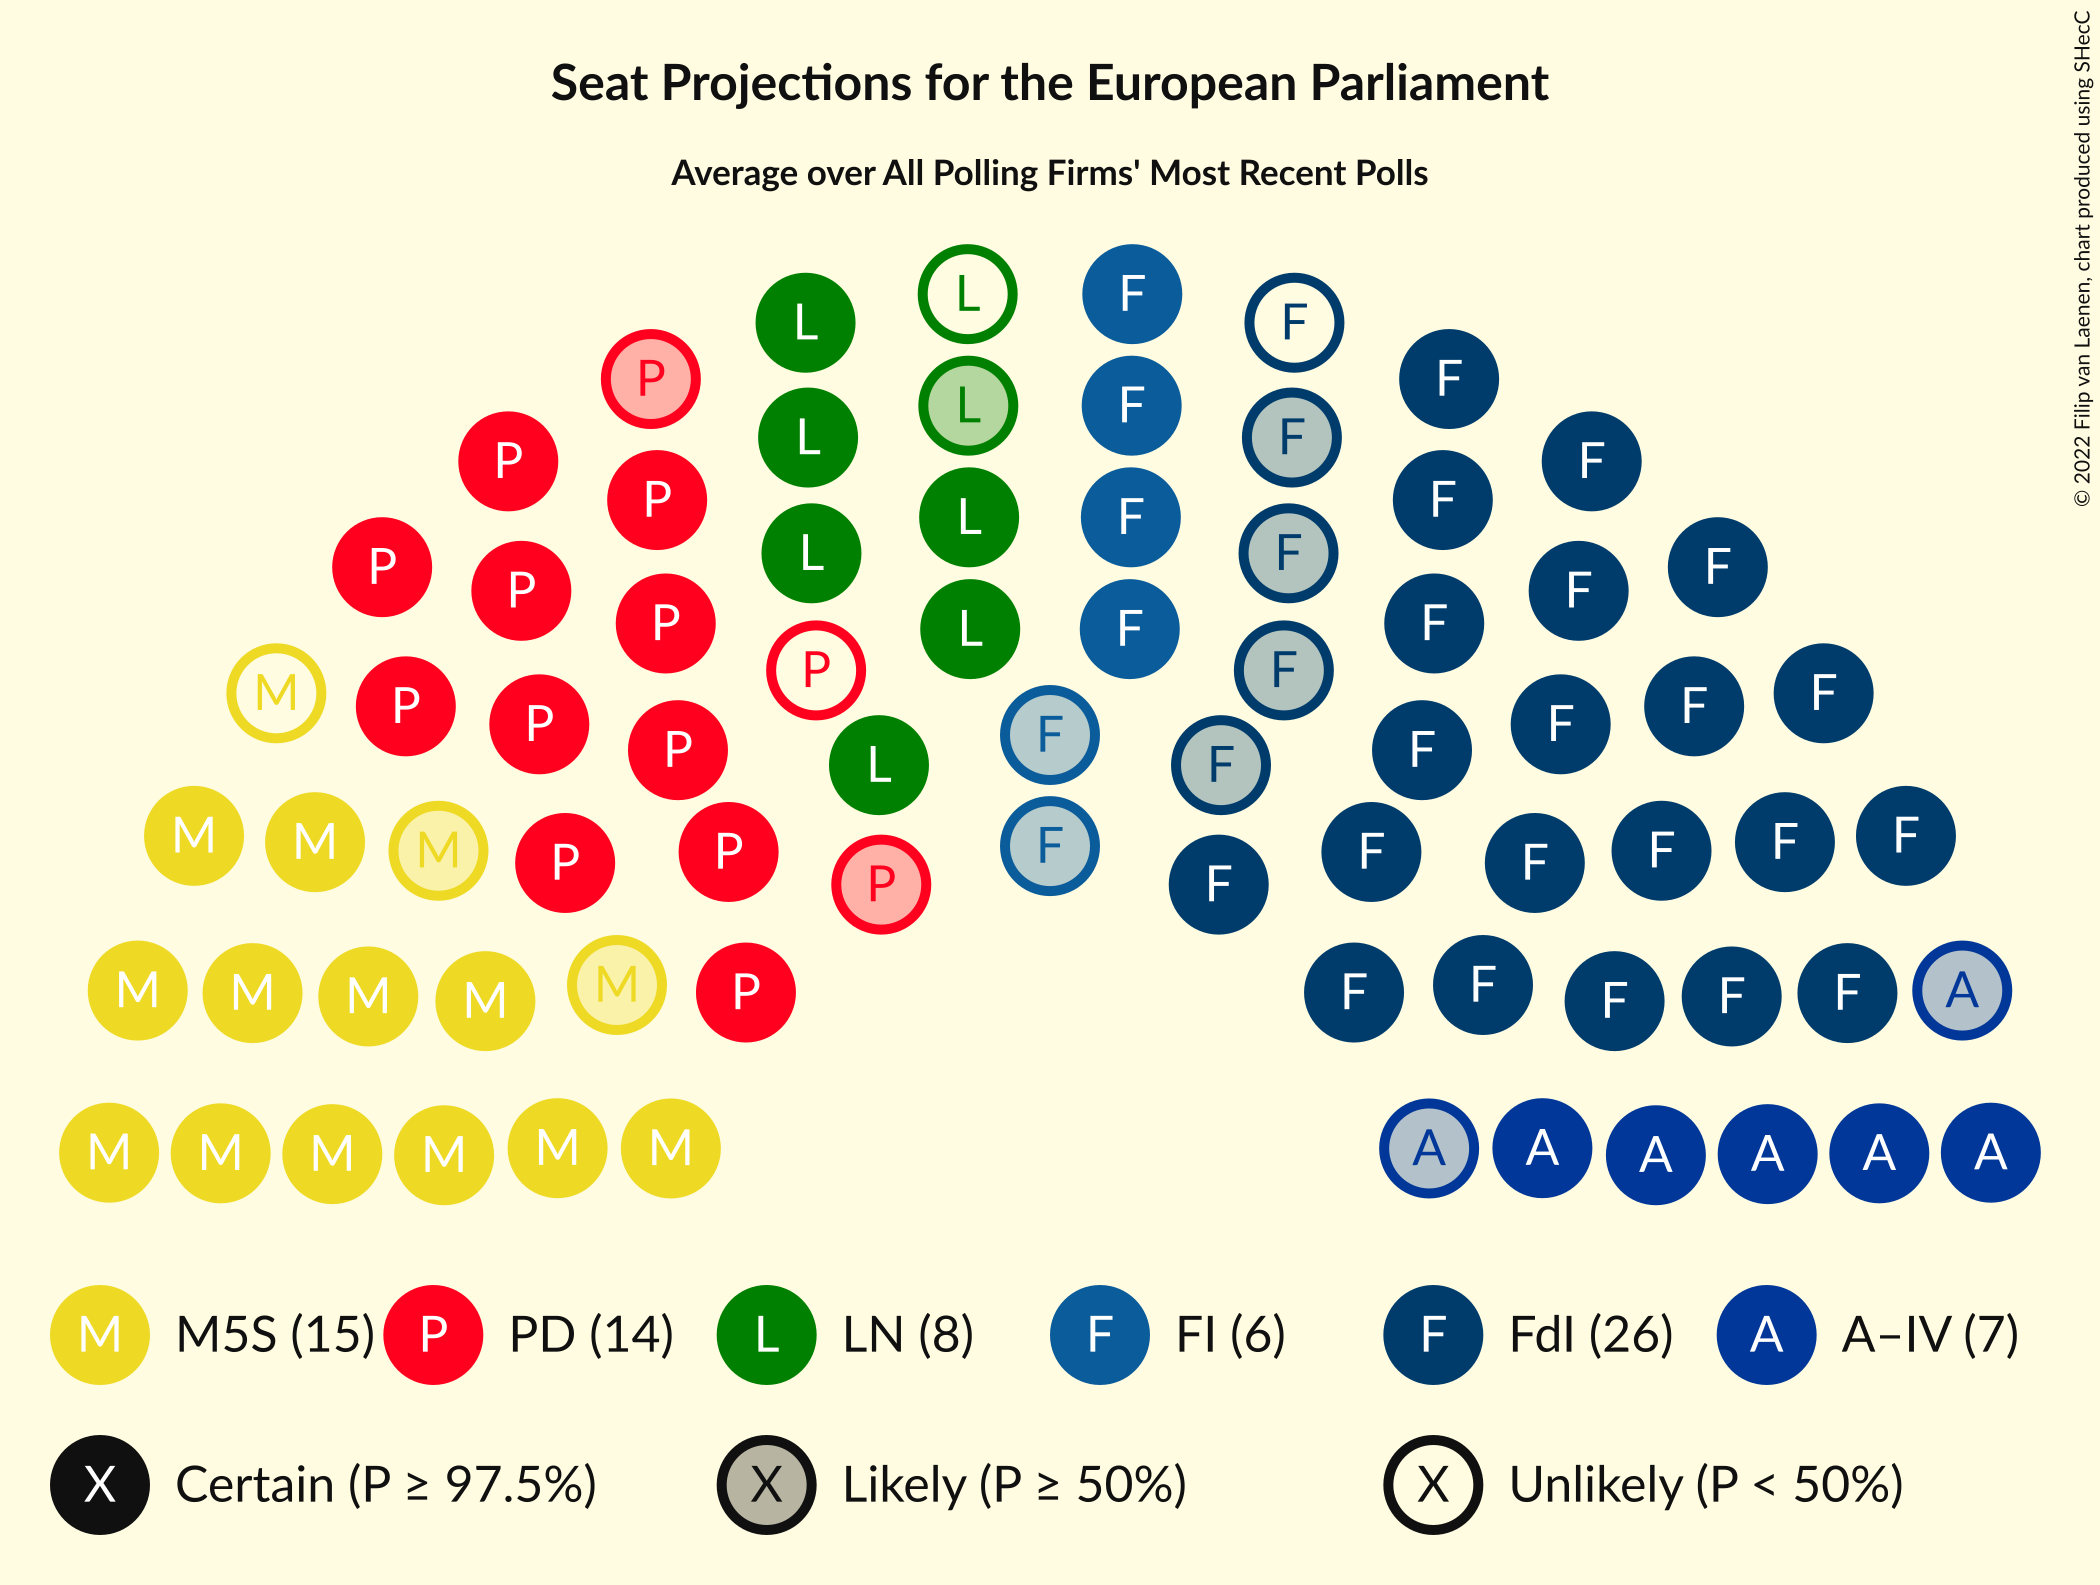 Seat Projections for the European Parliament
Average over All Polling Firms' Most Recent Polls
© 2022 Filip van Laenen, chart produced using SHecC
L F
L F
P F
L F
L F
P F
P F
P F
L F
L F
P F
P F
L F
P F
P F
L F
P F
M F
P F
P F
P F
F
L F
M F
M F
F
P F
M F
P F
P F
M M F
M M F
M F
M F
P F
M A
M M A A
M A
M A
M A
M A
M M5S (15) P PD (14) L LN (8) F FI (6) F FdI (26) A A–IV (7)
X Certain (P ≥ 97.5%) X Likely (P ≥ 50%) X Unlikely (P < 50%)